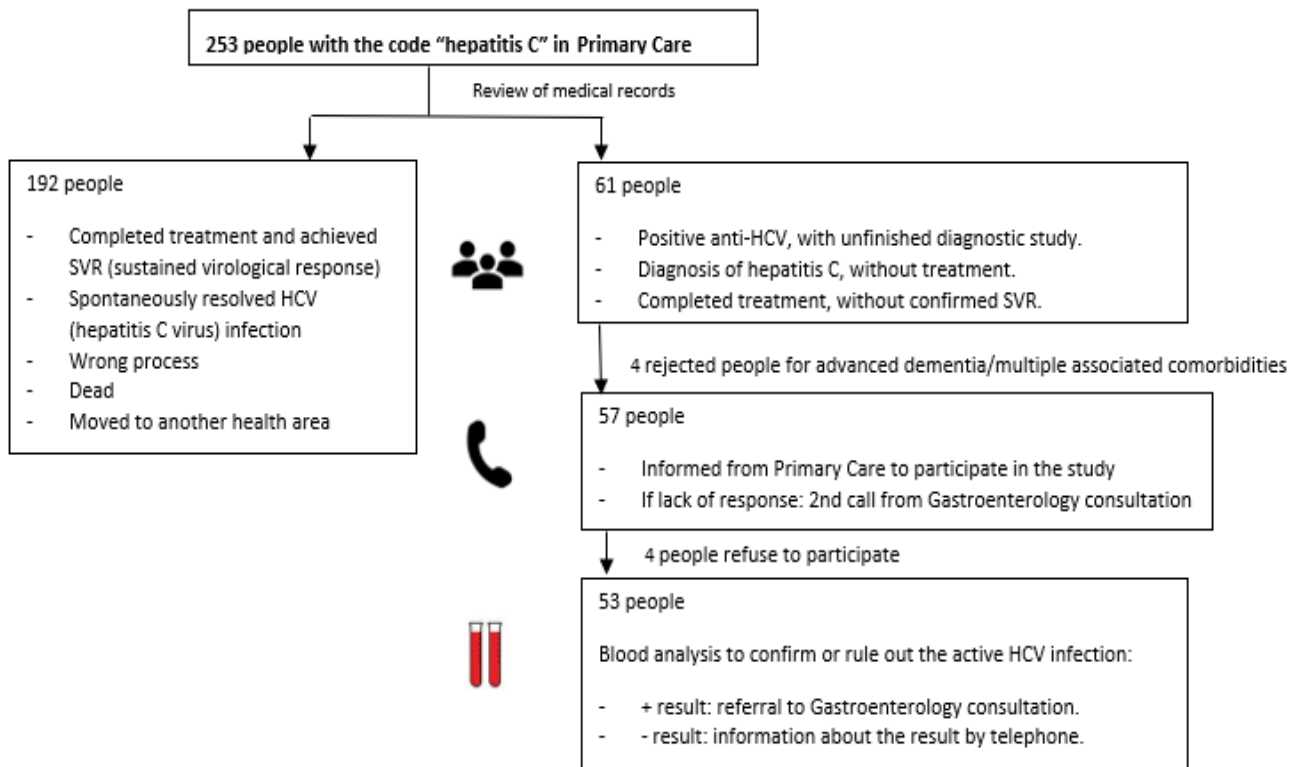 253 people with the code “hepatitis C” in Primary Care
Review of medical records
192 people
- Completed treatment and achieved
SVR (sustained virological response)
- Spontaneously resolved HCV
(hepatitis C virus) infection
- Wrong process
- Dead
- Moved to another health area
61 people
- Positive anti-HCV, with unfinished diagnostic study.
- Diagnosis of hepatitis C, without treatment.
- Completed treatment, without confirmed SVR.
4 rejected people for advanced dementia/multiple associated comorbidities
57 people
- Informed from Primary Care to participate in the study
- If lack of response: 2nd call from Gastroenterology consultation
4 people refuse to participate
53 people
Blood analysis to confirm or rule out the active HCV infection:
- + result: referral to Gastroenterology consultation.
- - result: information about the result by telephone.